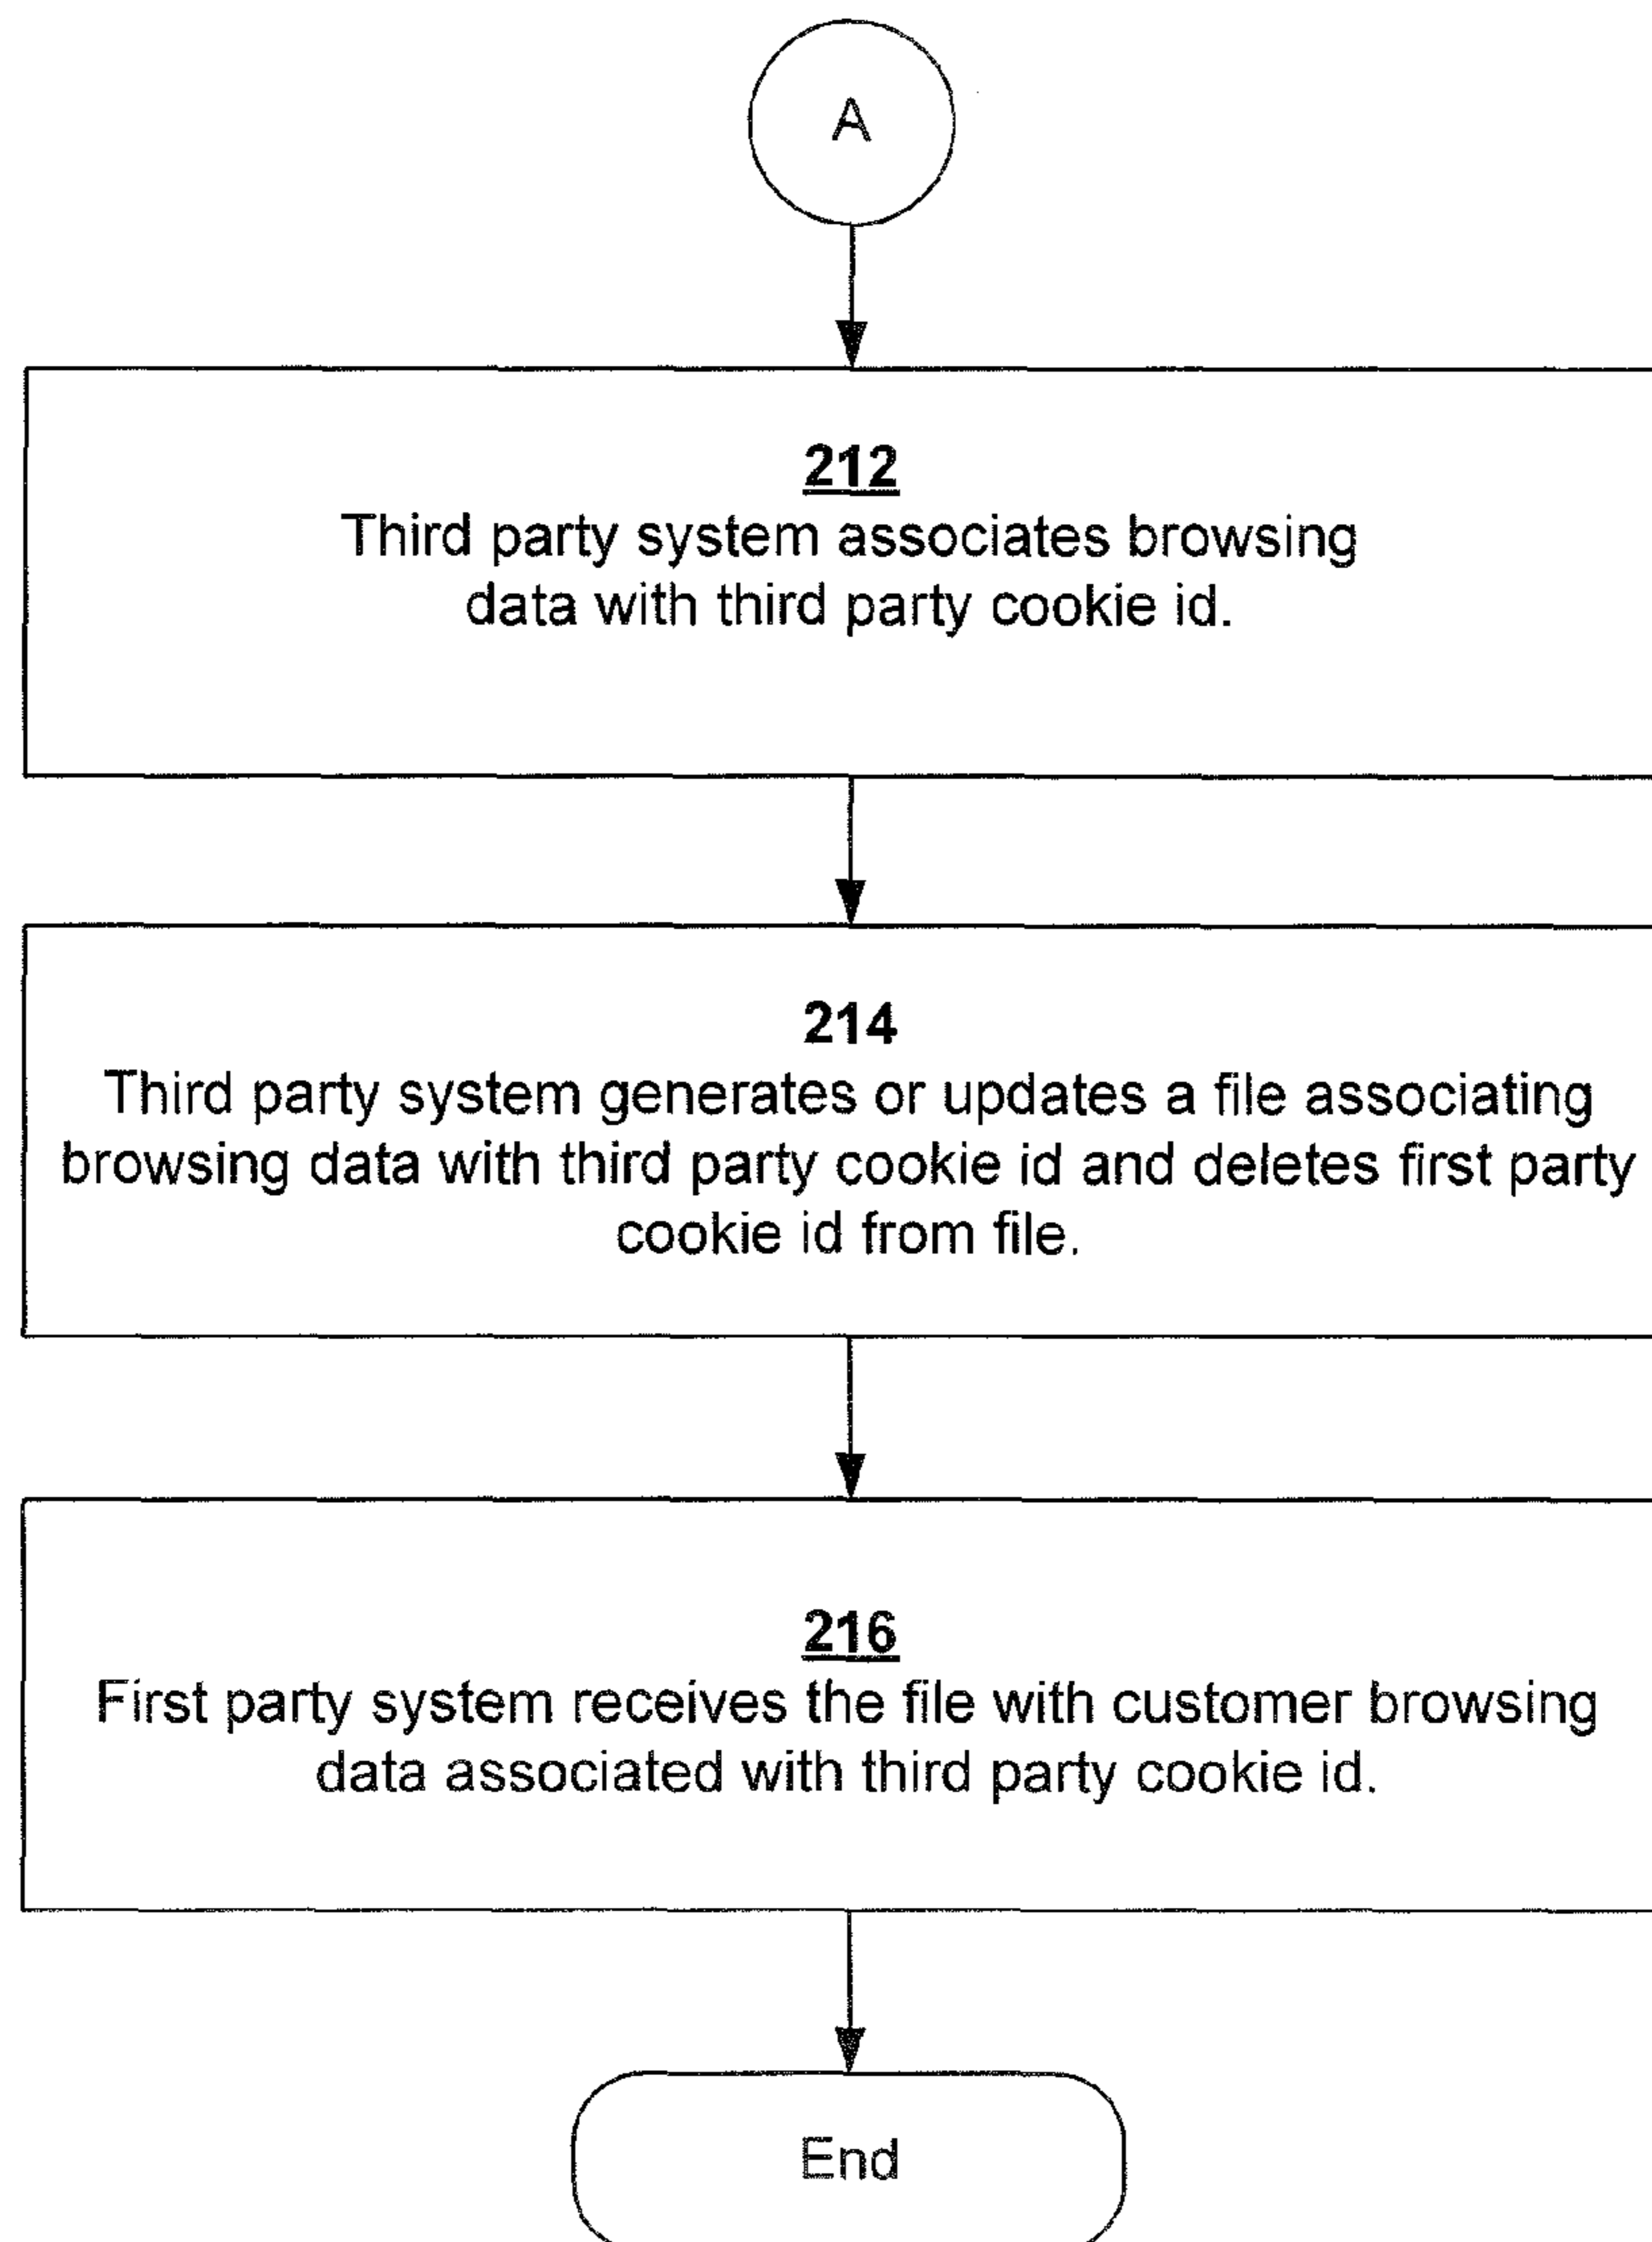 A
212
Third party system associates browsing
data with third party cookie id.
214
Third party system generates or updates a file associating
browsing data with third party cookie id and deletes first party
cookie id from file.
216
First party system receives the file with customer browsing
data associated with third party cookie id.
End